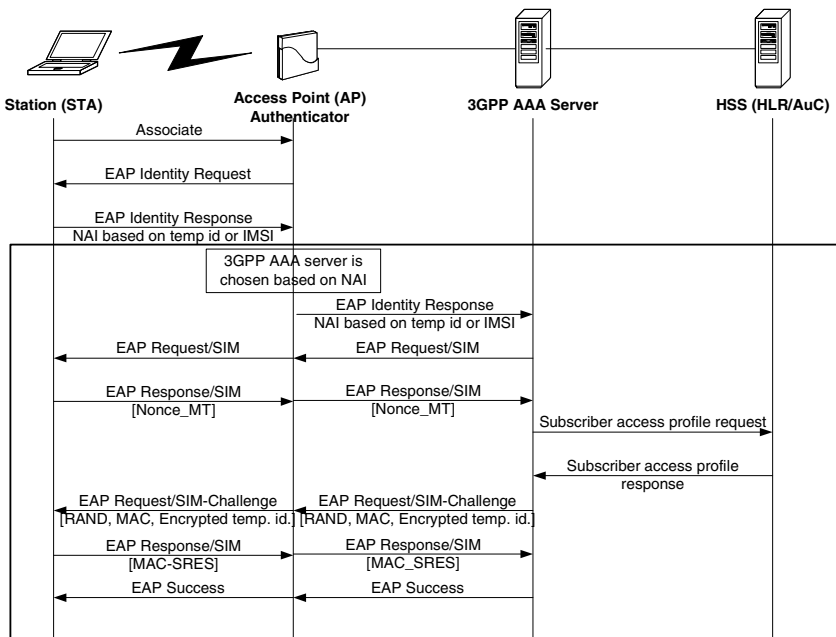 Station (STA)
Access Point (AP)
Authenticator
3GPP AAA Server
HSS (HLR/AuC)
Associate
EAP Identity Request
EAP Identity Response
NAI based on temp id or IMSI
3GPP AAA server is
chosen based on NAI
EAP Identity Response
NAI based on temp id or IMSI
EAP Request/SIM
EAP Request/SIM
EAP Response/SIM
[Nonce_MT]
EAP Response/SIM
[Nonce_MT]
Subscriber access profile request
Subscriber access profile
response
EAP Request/SIM-Challenge
[RAND, MAC, Encrypted temp. id.]
EAP Request/SIM-Challenge
[RAND, MAC, Encrypted temp. id.]
EAP Response/SIM
[MAC-SRES]
EAP Response/SIM
[MAC_SRES]
EAP Success
EAP Success